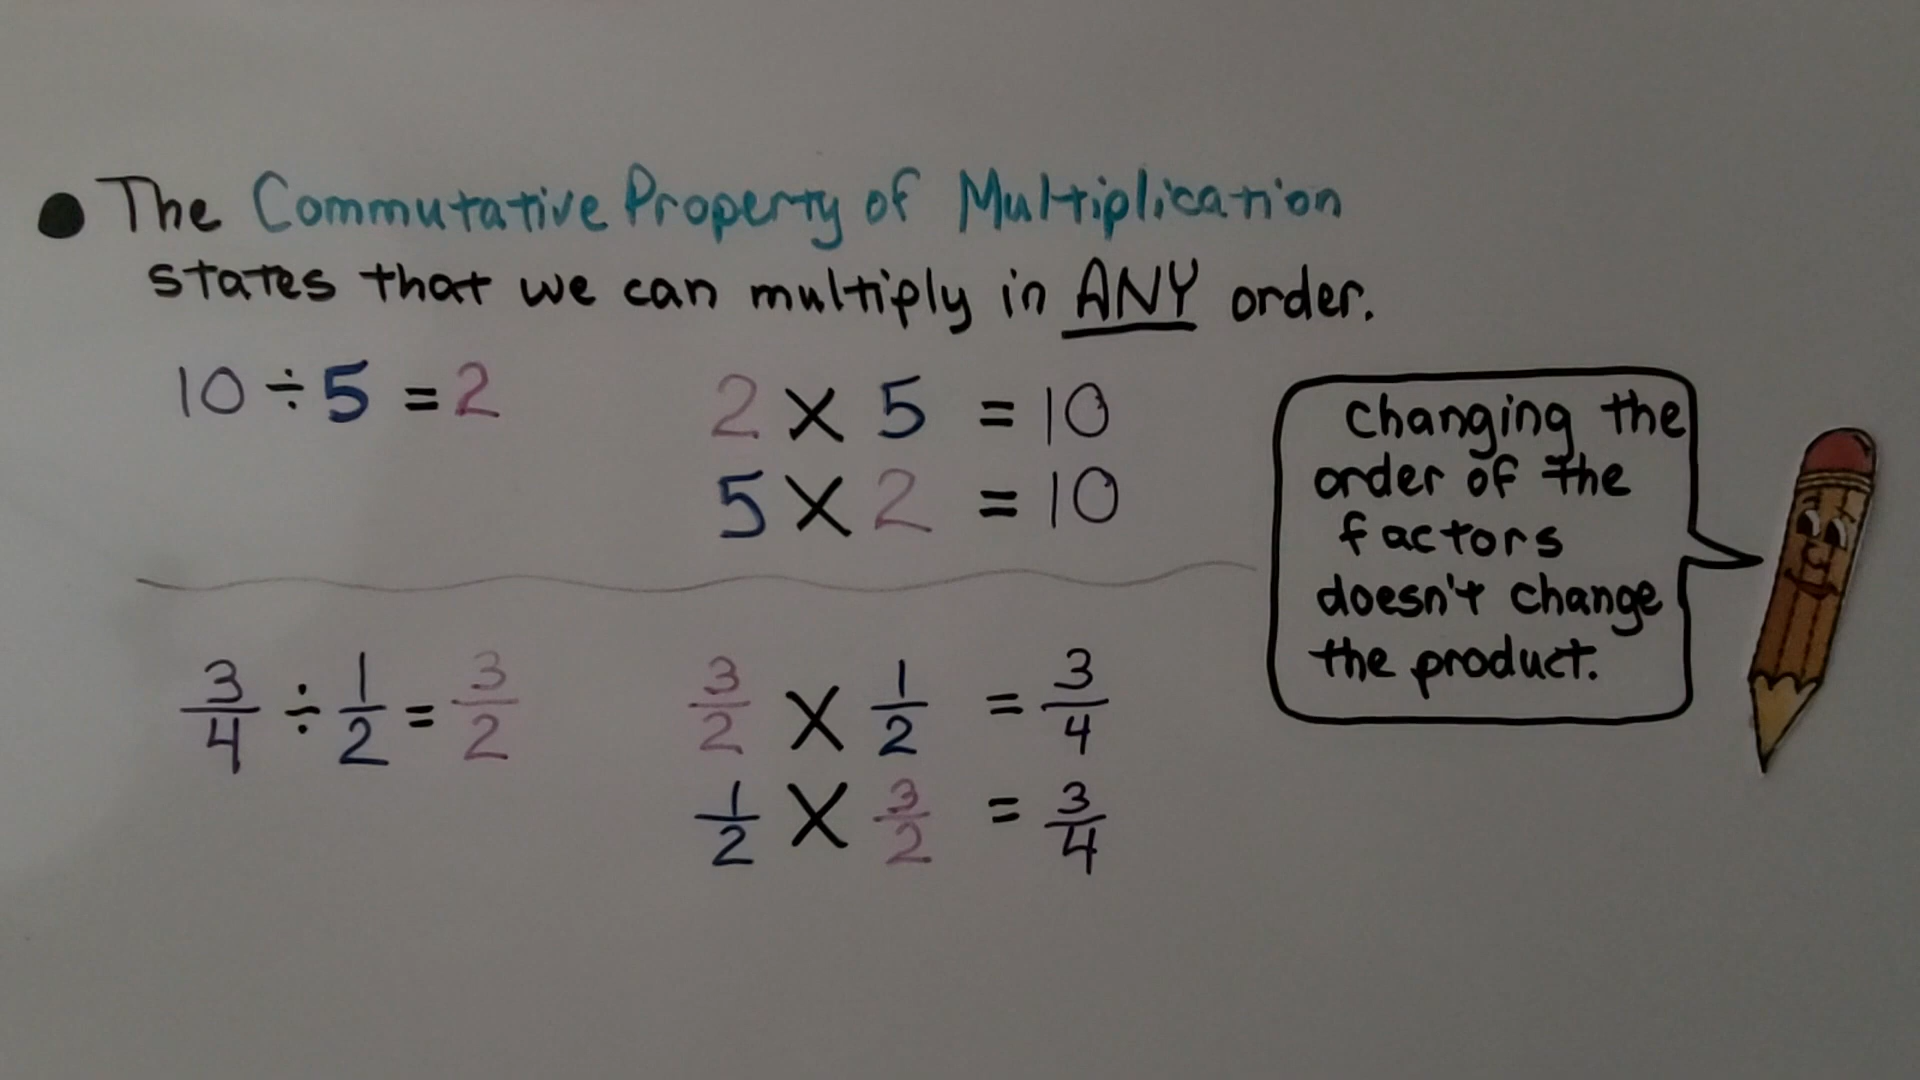 The Commutative Property of Multiplication
states that we can multiply in ANY order.
10 ÷ 5 = 2
2 X 5 = 10
5 X 2 = 10
3/4 ÷ 1/2 = 3/2
3/2 X 1/2 = 3/4
1/2 X 3/2 = 3/4
Changing the
order of the
factors
doesn't change
the product.